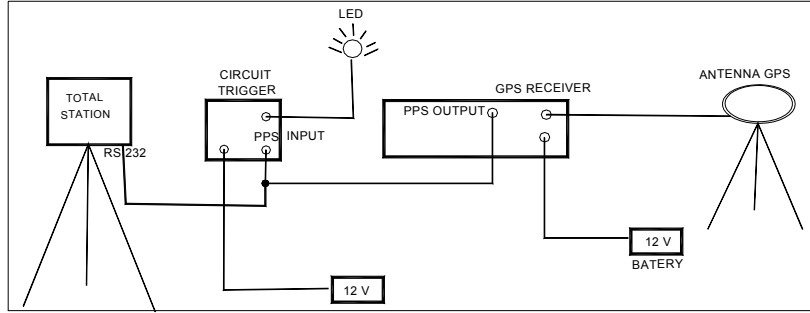 LED
CIRCUIT
TRIGGER
GPS RECEIVER
ANTENNA GPS
TOTAL
STATION
PPS OUTPUT
PPS INPUT
RS 232
12 V
BATERY
12 V